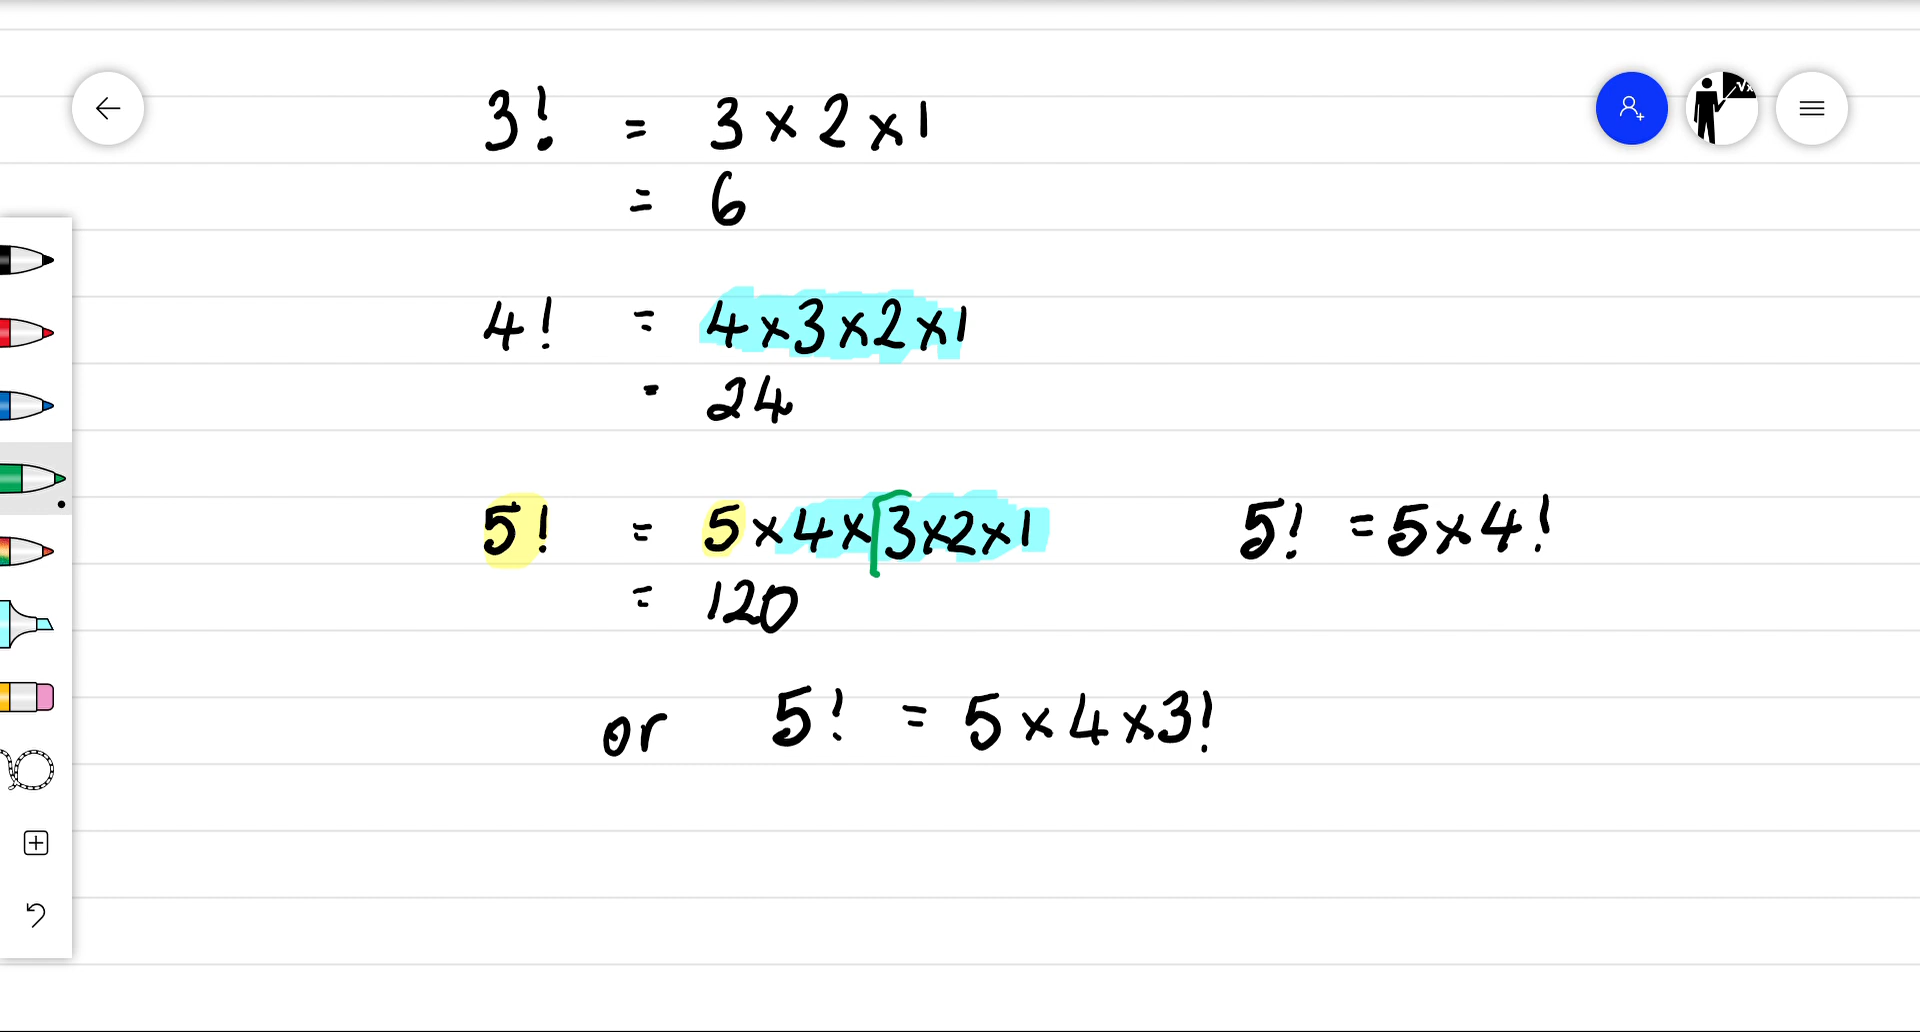 3! = 3 × 2 × 1
= 6
4! = 4 × 3 × 2 × 1
= 24
5! = 5 × 4 × [3 × 2 × 1 5! = 5 × 4!
= 120
or 5! = 5 × 4 × 3!